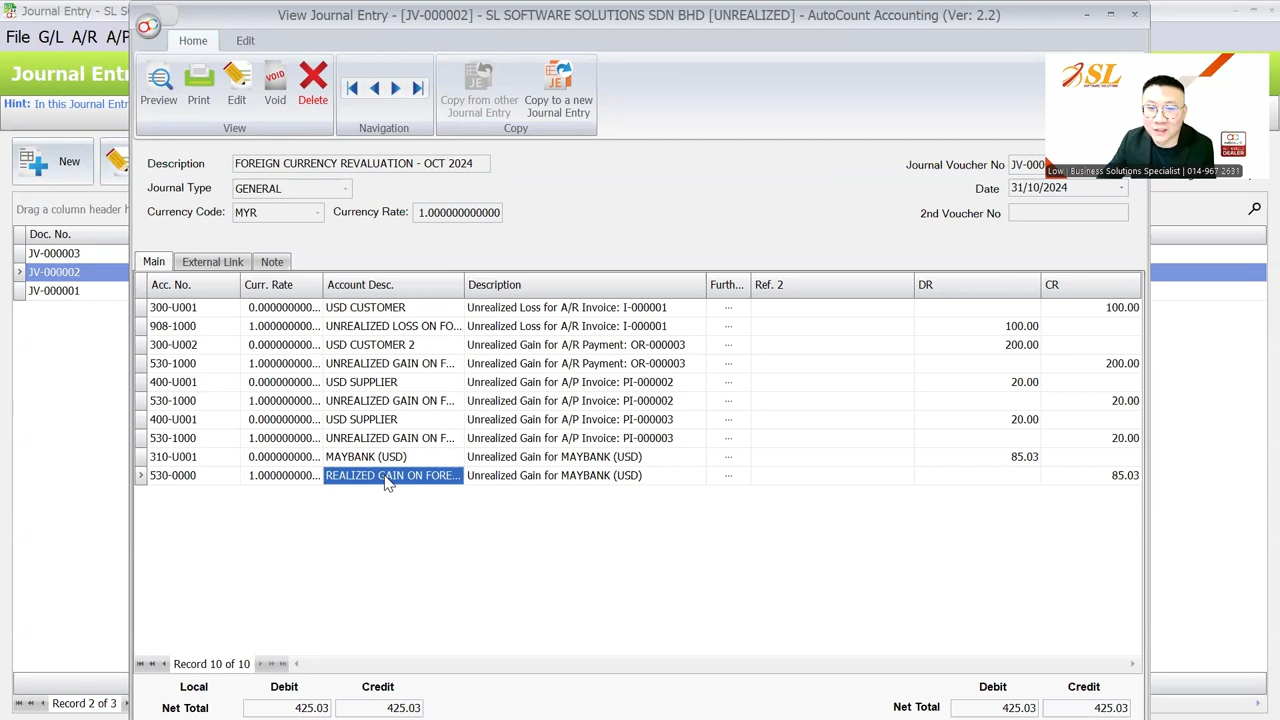 Journal Entry - SL S
View Journal Entry - [JV-000002] - SL SOFTWARE SOLUTIONS SDN BHD [UNREALIZED] - AutoCount Accounting (Ver: 2.2)
File G/L A/R A/P
Home Edit
Journal Entr
Hint: In this Journal Entr
New
Preview Print Edit Void Delete
VOID
JE JE
Copy from other Journal Entry
Copy to a new Journal Entry
View Navigation Copy
SL
SOFTWARE SOLUTIONS
DEALER
Low | Business Solutions Specialist | 014-967 2631
Description FOREIGN CURRENCY REVALUATION - OCT 2024
Journal Voucher No JV-000
Journal Type GENERAL
Date 31/10/2024
Currency Code: MYR Currency Rate: 1.000000000000
2nd Voucher No
Drag a column header h
Doc. No.
JV-000003
JV-000002
JV-000001
Main External Link Note
Acc. No. Curr. Rate Account Desc. Description Furth... Ref. 2 DR CR
300-U001 0.000000000... USD CUSTOMER Unrealized Loss for A/R Invoice: I-000001 ... 100.00
908-1000 1.000000000... UNREALIZED LOSS ON FO... Unrealized Loss for A/R Invoice: I-000001 ... 100.00
300-U002 0.000000000... USD CUSTOMER 2 Unrealized Gain for A/R Payment: OR-000003 ... 200.00
530-1000 1.000000000... UNREALIZED GAIN ON F... Unrealized Gain for A/R Payment: OR-000003 ... 200.00
400-U001 0.000000000... USD SUPPLIER Unrealized Gain for A/P Invoice: PI-000002 ... 20.00
530-1000 1.000000000... UNREALIZED GAIN ON F... Unrealized Gain for A/P Invoice: PI-000002 ... 20.00
400-U001 0.000000000... USD SUPPLIER Unrealized Gain for A/P Invoice: PI-000003 ... 20.00
530-1000 1.000000000... UNREALIZED GAIN ON F... Unrealized Gain for A/P Invoice: PI-000003 ... 20.00
310-U001 0.000000000... MAYBANK (USD) Unrealized Gain for MAYBANK (USD) ... 85.03
530-0000 1.000000000... REALIZED GAIN ON FORE... Unrealized Gain for MAYBANK (USD) ... 85.03
Record 10 of 10
Record 2 of 3
Local Debit Credit
Net Total 425.03 425.03
Debit Credit
Net Total 425.03 425.03